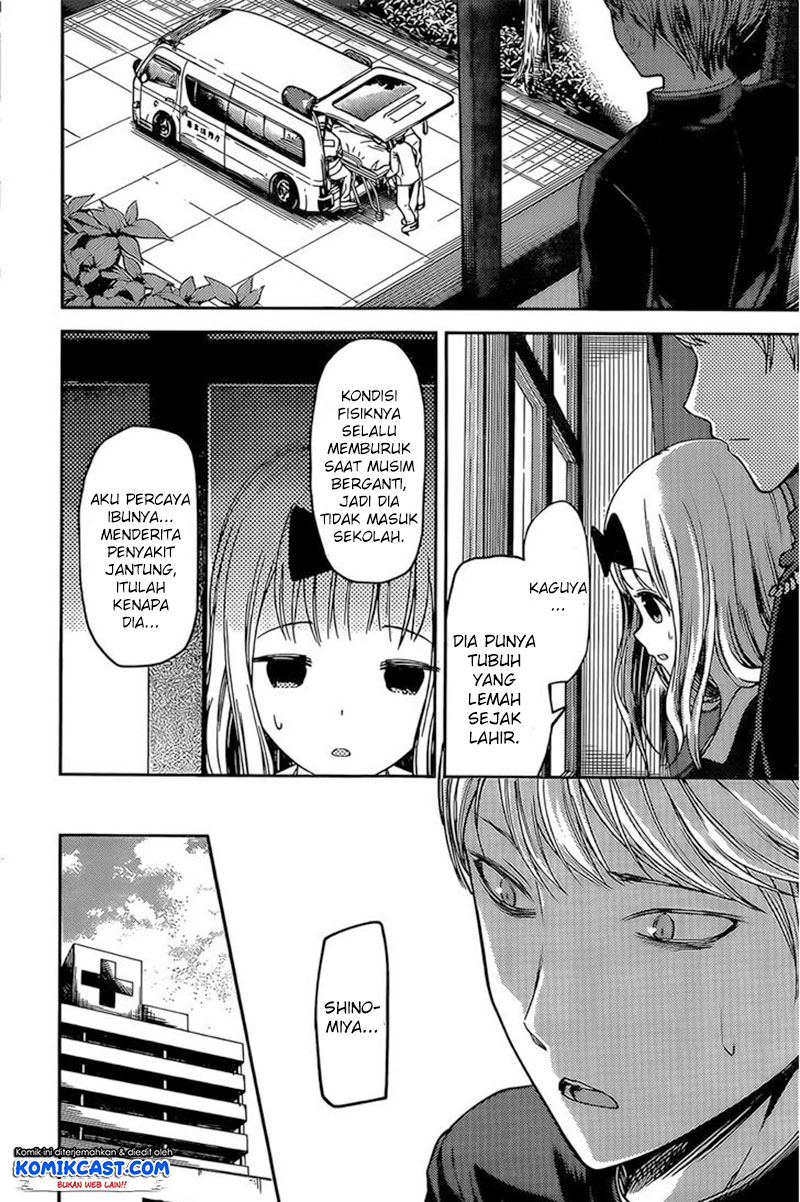 KAGUYA
...
DIA PUNYA
TUBUH
YANG
LEMAH
SEJAK
LAHIR.
KONDISI
FISIKNYA
SELALU
MEMBURUK
SAAT MUSIM
BERGANTI,
JADI DIA
TIDAK MASUK
SEKOLAH.
AKU PERCAYA
IBUNYA...
MENDERITA
PENYAKIT
JANTUNG,
ITULAH
KENAPA
DIA...
SHINO-
MIYA...
Komik ini diterjemahkan & diedit oleh
KOMIKCAST.COM
BUKAN WEB LAIN!!